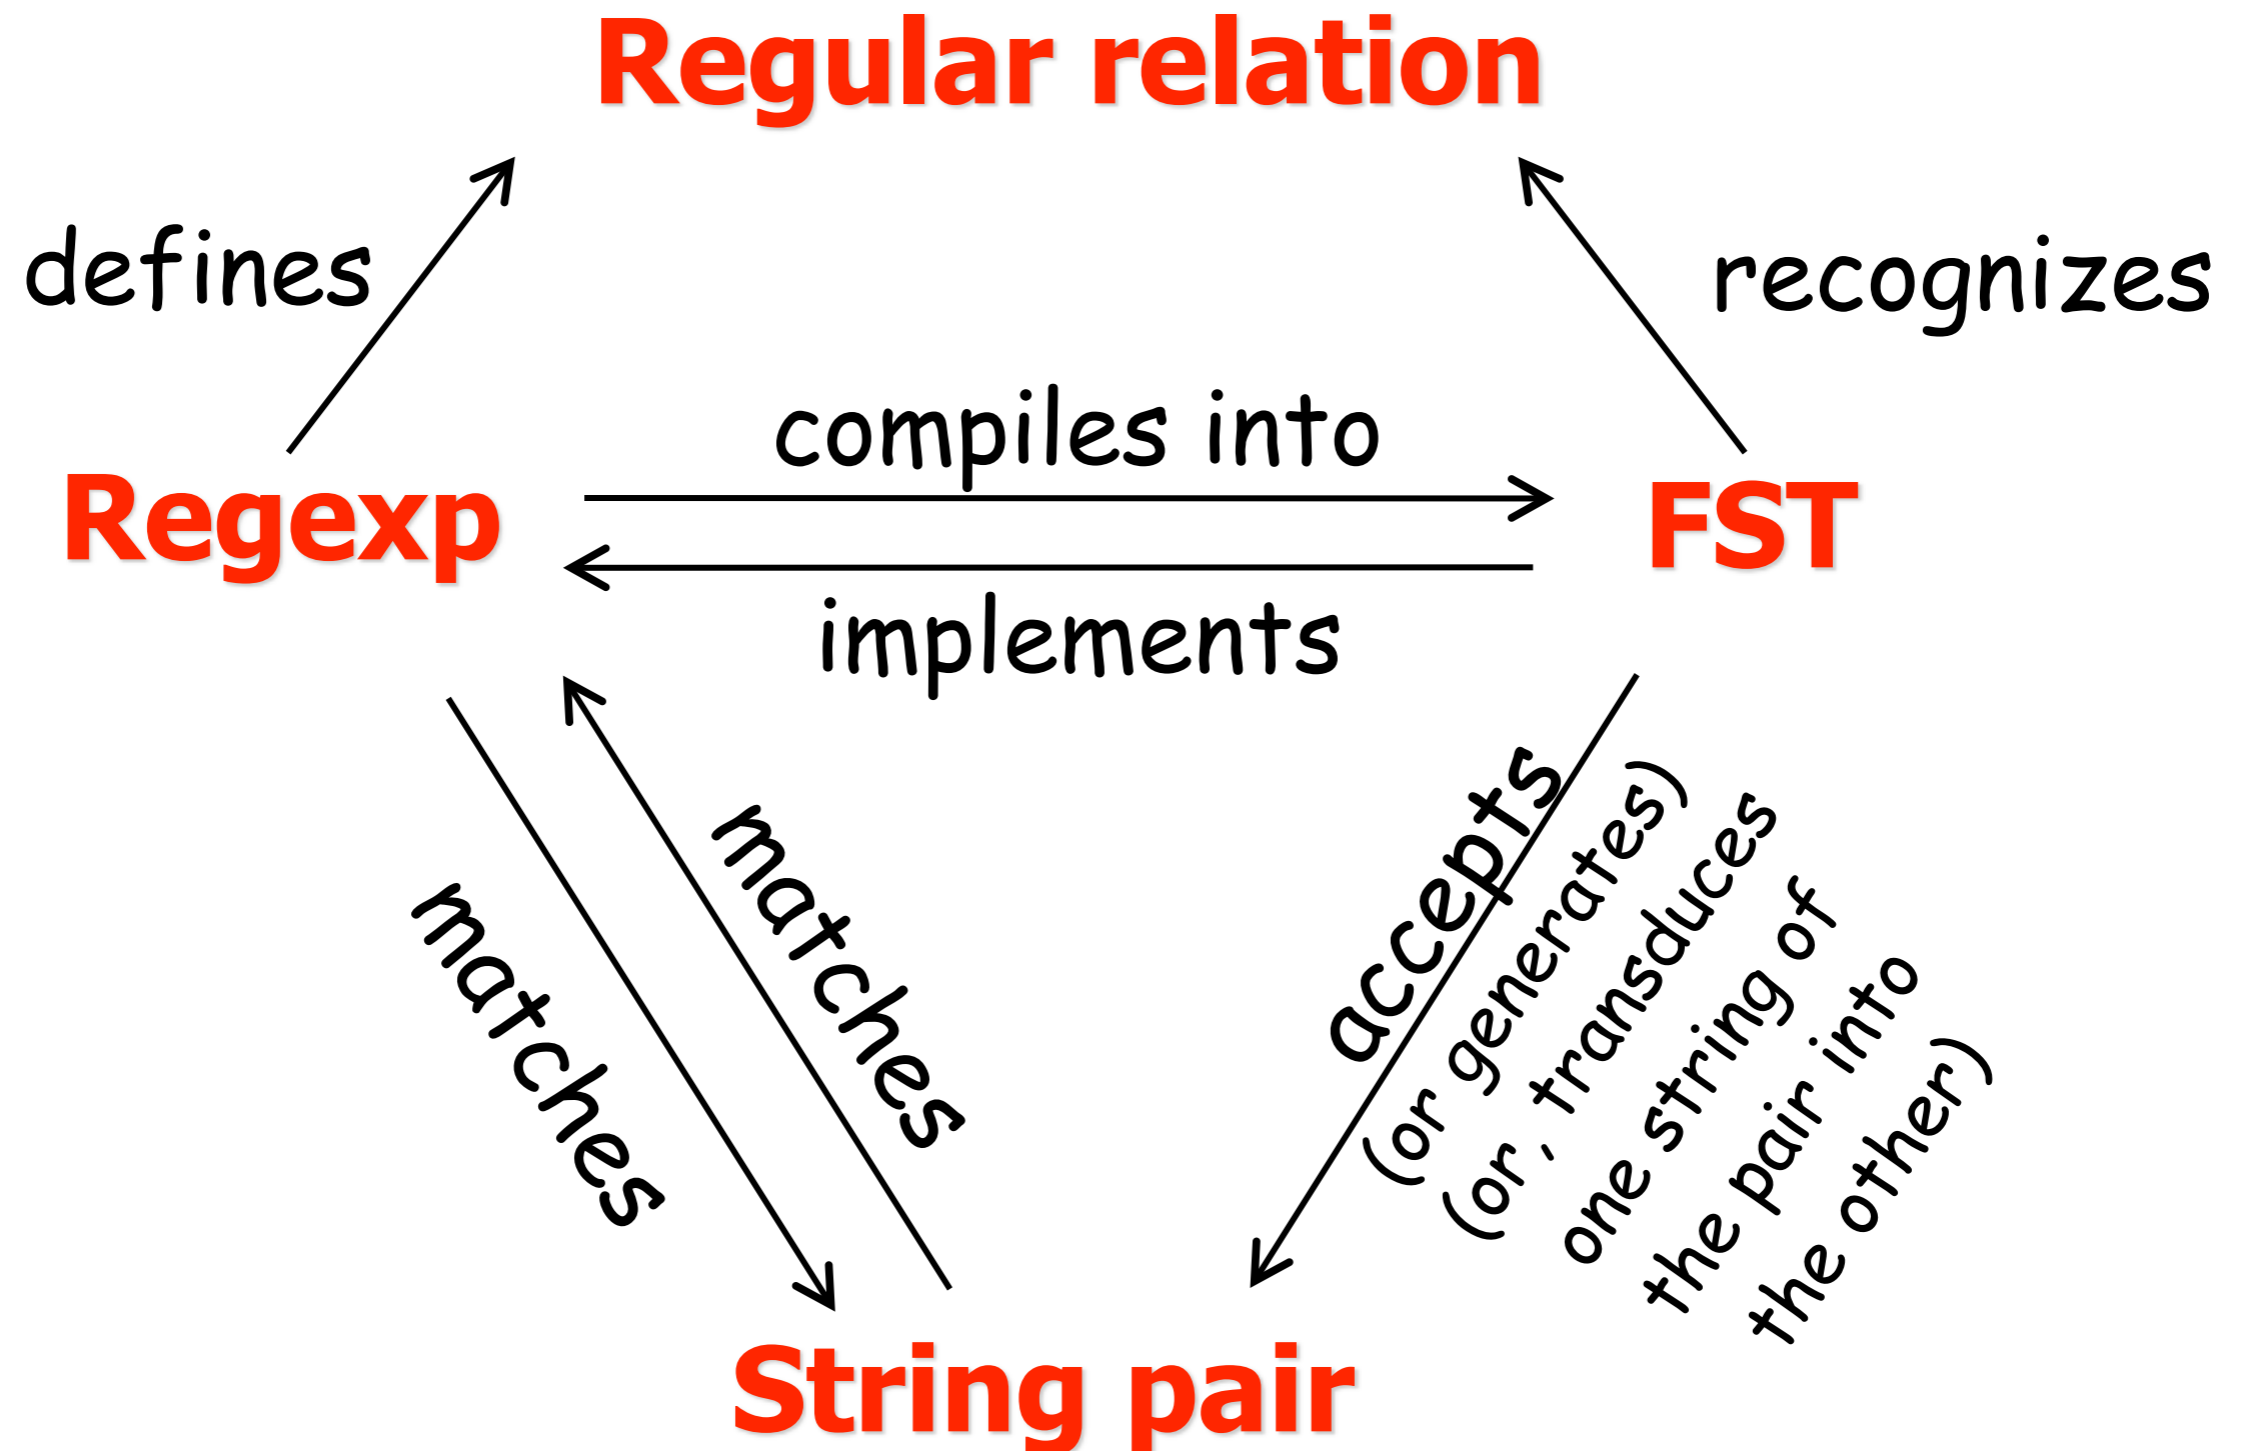 Regular relation
defines
recognizes
compiles into
Regexp
FST
implements
matches
matches
accepts
(or generates)
(or, transduces
one string of
the pair into
the other)
String pair